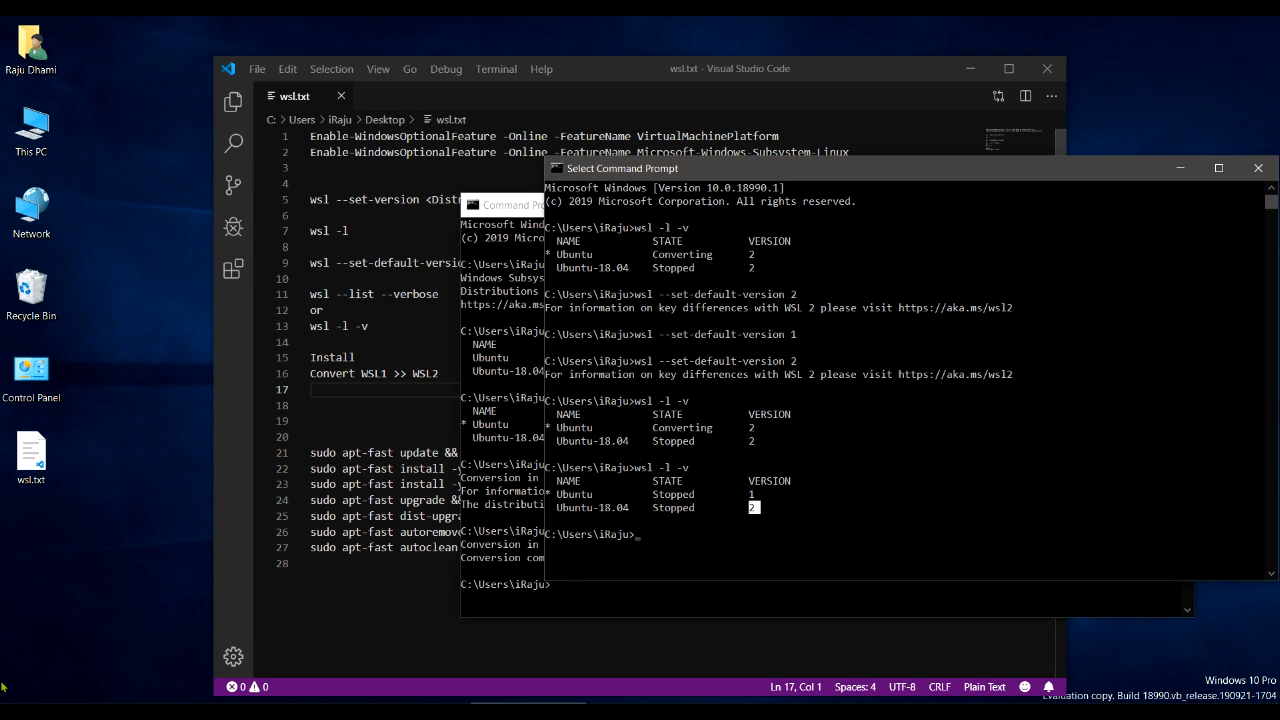 Raju Dhami
This PC
Network
Recycle Bin
Control Panel
wsl.txt
File Edit Selection View Go Debug Terminal Help
wsl.txt - Visual Studio Code
wsl.txt
C: > Users > iRaju > Desktop > wsl.txt
1 Enable-WindowsOptionalFeature -Online -FeatureName VirtualMachinePlatform
2 Enable-WindowsOptionalFeature -Online -FeatureName Microsoft-Windows-Subsystem-Linux
3
4
5 wsl --set-version <Distr
6
7 wsl -l
8
9 wsl --set-default-versio
10
11 wsl --list --verbose
12 or
13 wsl -l -v
14
15 Install
16 Convert WSL1 >> WSL2
17
18
19
20
21 sudo apt-fast update &&
22 sudo apt-fast install -y
23 sudo apt-fast install -y
24 sudo apt-fast upgrade &&
25 sudo apt-fast dist-upgra
26 sudo apt-fast autoremove
27 sudo apt-fast autoclean
28
Command Pro
Microsoft Wind
(c) 2019 Micro
C:\Users\iRaju
Windows Subsys
Distributions
https://aka.ms
C:\Users\iRaju
NAME
Ubuntu
Ubuntu-18.04
C:\Users\iRaju
NAME
* Ubuntu
Ubuntu-18.04
C:\Users\iRaju
Conversion in
For information
The distributi
C:\Users\iRaju
Conversion in
Conversion com
C:\Users\iRaju>
Select Command Prompt
Microsoft Windows [Version 10.0.18990.1]
(c) 2019 Microsoft Corporation. All rights reserved.
C:\Users\iRaju>wsl -l -v
NAME STATE VERSION
* Ubuntu Converting 2
Ubuntu-18.04 Stopped 2
C:\Users\iRaju>wsl --set-default-version 2
For information on key differences with WSL 2 please visit https://aka.ms/wsl2
C:\Users\iRaju>wsl --set-default-version 1
C:\Users\iRaju>wsl --set-default-version 2
For information on key differences with WSL 2 please visit https://aka.ms/wsl2
C:\Users\iRaju>wsl -l -v
NAME STATE VERSION
* Ubuntu Converting 2
Ubuntu-18.04 Stopped 2
C:\Users\iRaju>wsl -l -v
NAME STATE VERSION
* Ubuntu Stopped 1
Ubuntu-18.04 Stopped 2
C:\Users\iRaju>
0 0
Ln 17, Col 1 Spaces: 4 UTF-8 CRLF Plain Text
Windows 10 Pro
Evaluation copy. Build 18990.vb_release.190921-1704